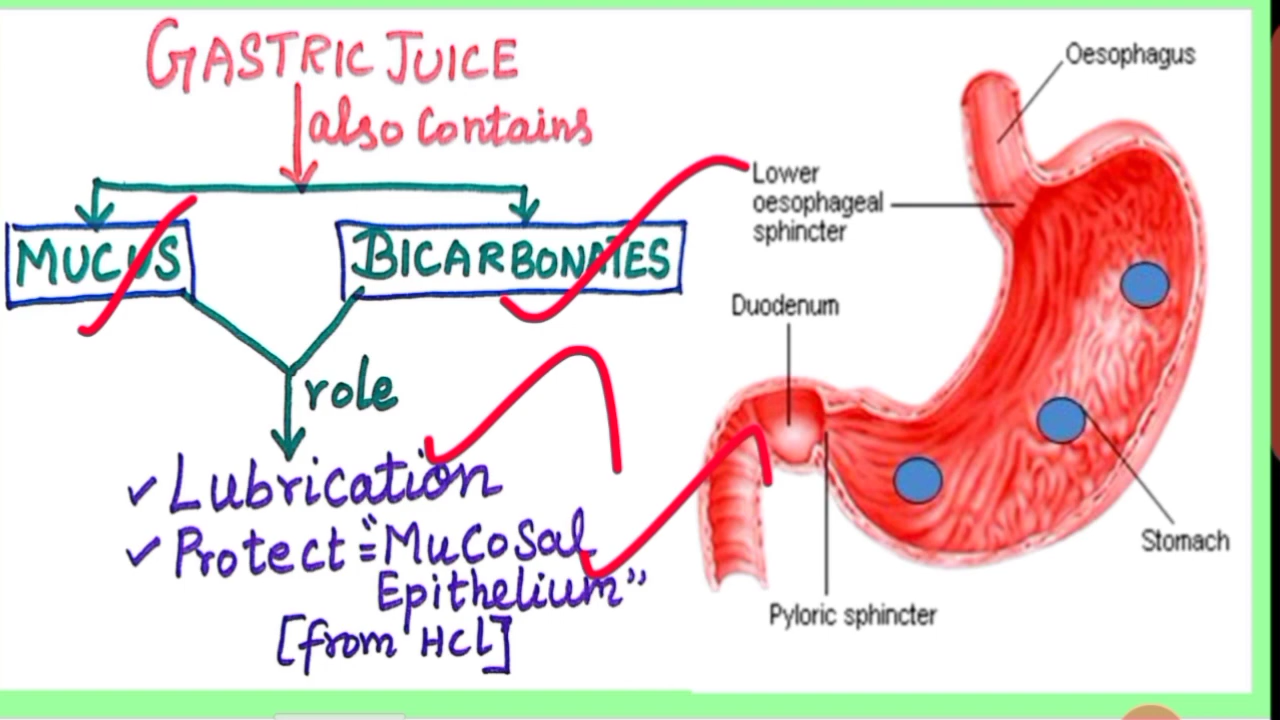 GASTRIC JUICE
also contains
MUCUS
BICARBONATES
role
✓ Lubrication
✓ Protect = "Mucosal
Epithelium"
[from HCl]
Oesophagus
Lower
oesophageal
sphincter
Duodenum
Stomach
Pyloric sphincter